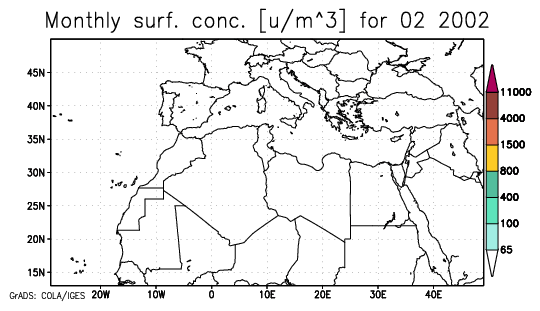 Monthly surf. conc. [u/m^3] for 02 2002
45N
40N
35N
30N
25N
20N
15N
20W 10W 0 10E 20E 30E 40E
11000
4000
1500
800
400
100
65
GrADS: COLA/IGES